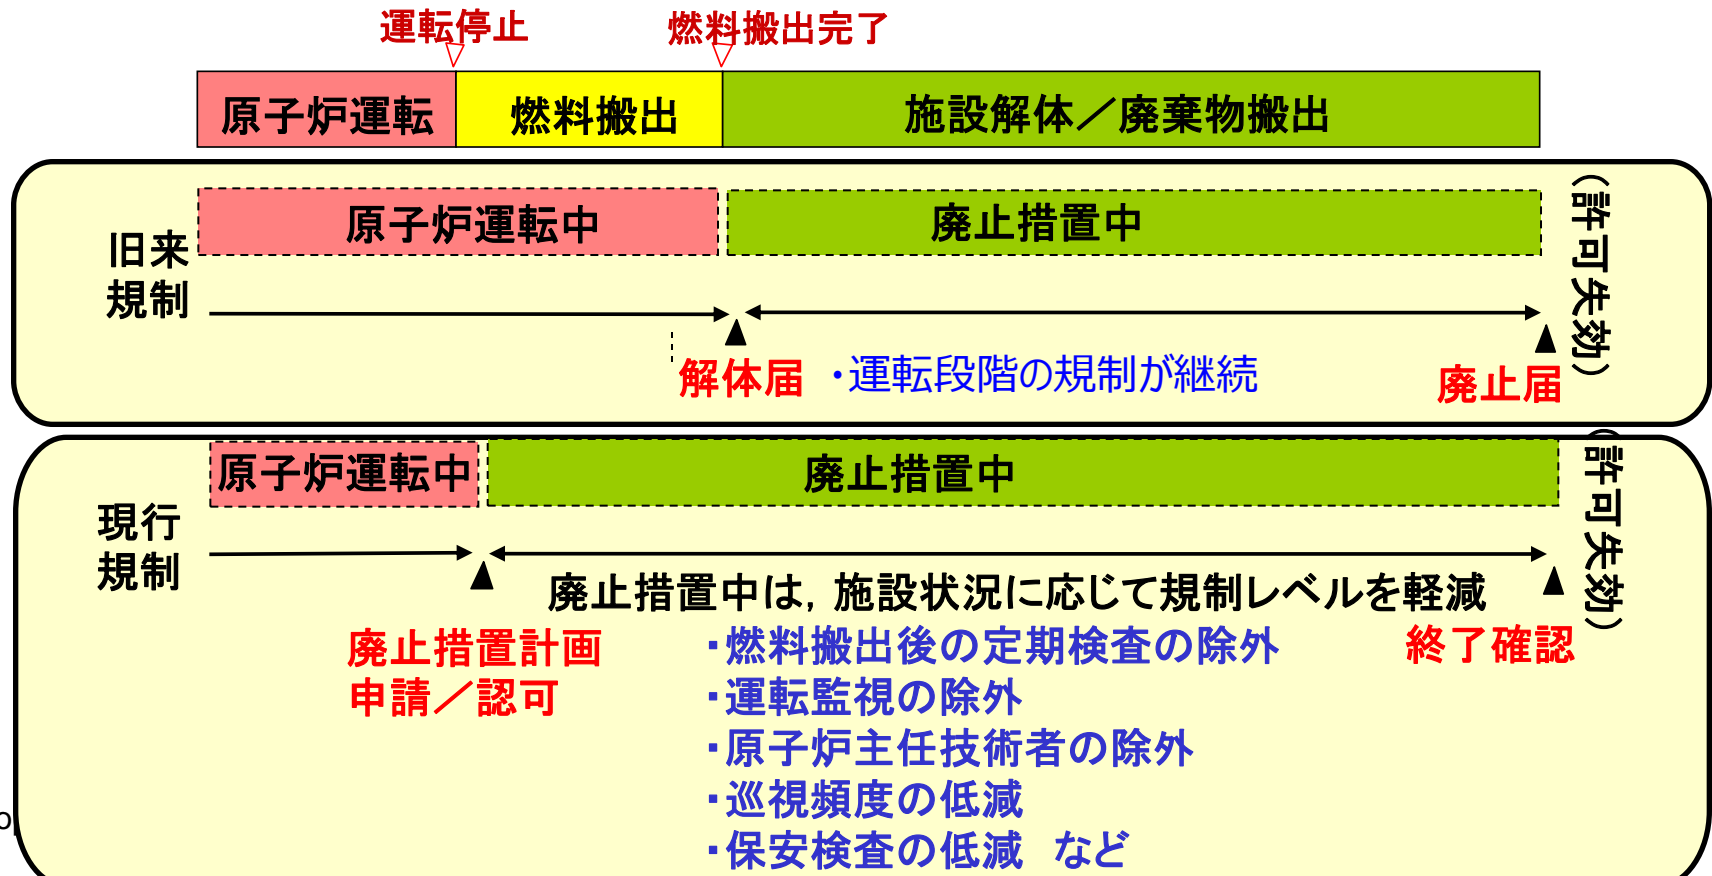 運転停止
燃料搬出完了
原子炉運転
燃料搬出
施設解体／廃棄物搬出
旧来
規制
原子炉運転中
廃止措置中
（許可失効）
解体届
・運転段階の規制が継続
廃止届
現行
規制
原子炉運転中
廃止措置中
（許可失効）
廃止措置中は，施設状況に応じて規制レベルを軽減
廃止措置計画
申請／認可
・燃料搬出後の定期検査の除外
・運転監視の除外
・原子炉主任技術者の除外
・巡視頻度の低減
・保安検査の低減　など
終了確認